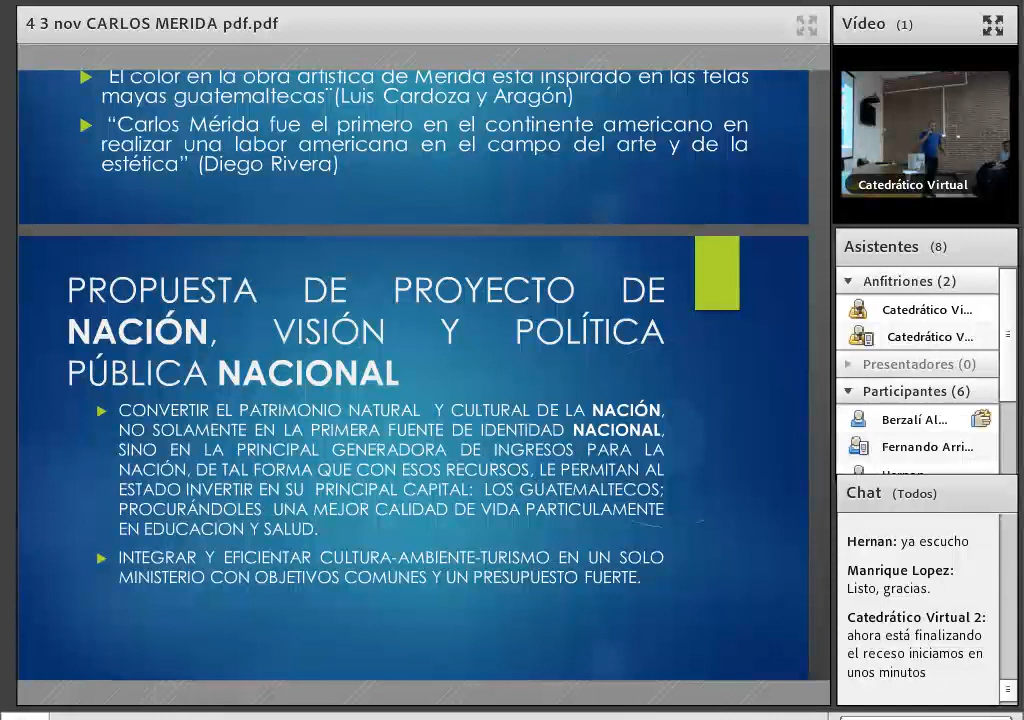 4 3 nov CARLOS MERIDA pdf.pdf
El color en la obra artística de Mérida está inspirado en las telas
mayas guatemaltecas¨(Luis Cardoza y Aragón)
“Carlos Mérida fue el primero en el continente americano en
realizar una labor americana en el campo del arte y de la
estética” (Diego Rivera)
PROPUESTA DE PROYECTO DE
NACIÓN, VISIÓN Y POLÍTICA
PÚBLICA NACIONAL
CONVERTIR EL PATRIMONIO NATURAL Y CULTURAL DE LA NACIÓN,
NO SOLAMENTE EN LA PRIMERA FUENTE DE IDENTIDAD NACIONAL,
SINO EN LA PRINCIPAL GENERADORA DE INGRESOS PARA LA
NACIÓN, DE TAL FORMA QUE CON ESOS RECURSOS, LE PERMITAN AL
ESTADO INVERTIR EN SU PRINCIPAL CAPITAL: LOS GUATEMALTECOS;
PROCURÁNDOLES UNA MEJOR CALIDAD DE VIDA PARTICULAMENTE
EN EDUCACION Y SALUD.
INTEGRAR Y EFICIENTAR CULTURA-AMBIENTE-TURISMO EN UN SOLO
MINISTERIO CON OBJETIVOS COMUNES Y UN PRESUPUESTO FUERTE.
Vídeo (1)
Catedrático Virtual
Asistentes (8)
Anfitriones (2)
Catedrático Vi...
Catedrático V...
Presentadores (0)
Participantes (6)
Berzalí Al...
Fernando Arri...
Hernan
Chat (Todos)
Hernan: ya escucho
Manrique Lopez:
Listo, gracias.
Catedrático Virtual 2:
ahora está finalizando
el receso iniciamos en
unos minutos